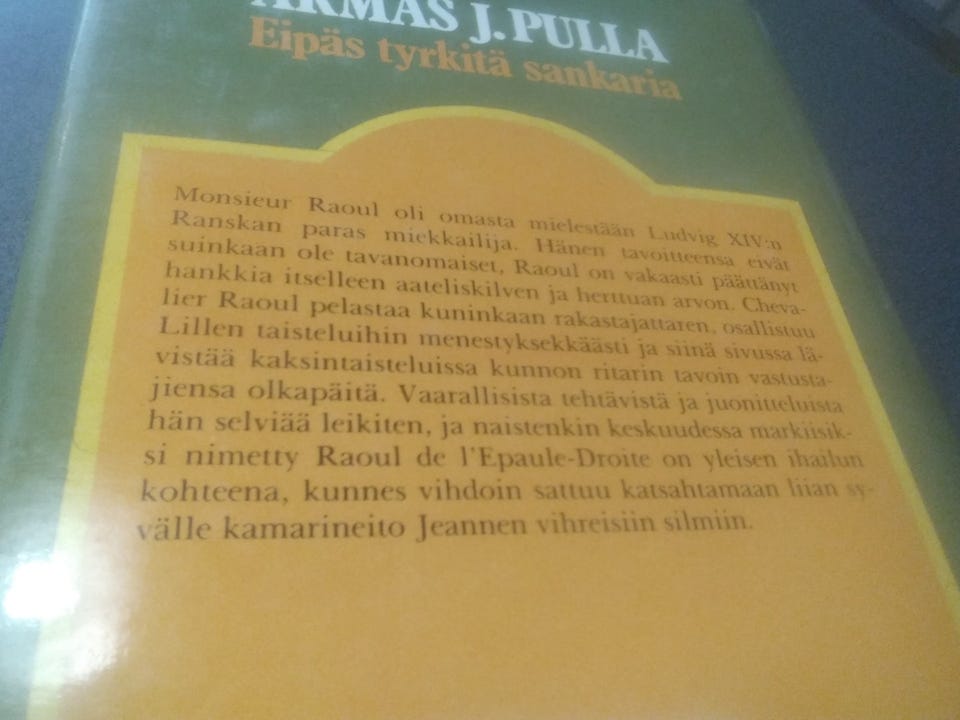 ARMAS J. PULLA
Eipäs tyrkitä sankaria
Monsieur Raoul oli omasta mielestään Ludvig XIV:n
Ranskan paras miekkailija. Hänen tavoitteensa eivät
suinkaan ole tavanomaiset, Raoul on vakaasti päättänyt
hankkia itselleen aateliskilven ja herttuan arvon. Cheva-
lier Raoul pelastaa kuninkaan rakastajattaren, osallistuu
Lillen taisteluihin menestyksekkäästi ja siinä sivussa lä-
vistää kaksintaisteluissa kunnon ritarin tavoin vastusta-
jiensa olkapäitä. Vaarallisista tehtävistä ja juonitteluista
hän selviää leikiten, ja naistenkin keskuudessa markiisik-
si nimetty Raoul de l'Epaule-Droite on yleisen ihailun
kohteena, kunnes vihdoin sattuu katsahtamaan liian sy-
välle kamarineito Jeannen vihreisiin silmiin.